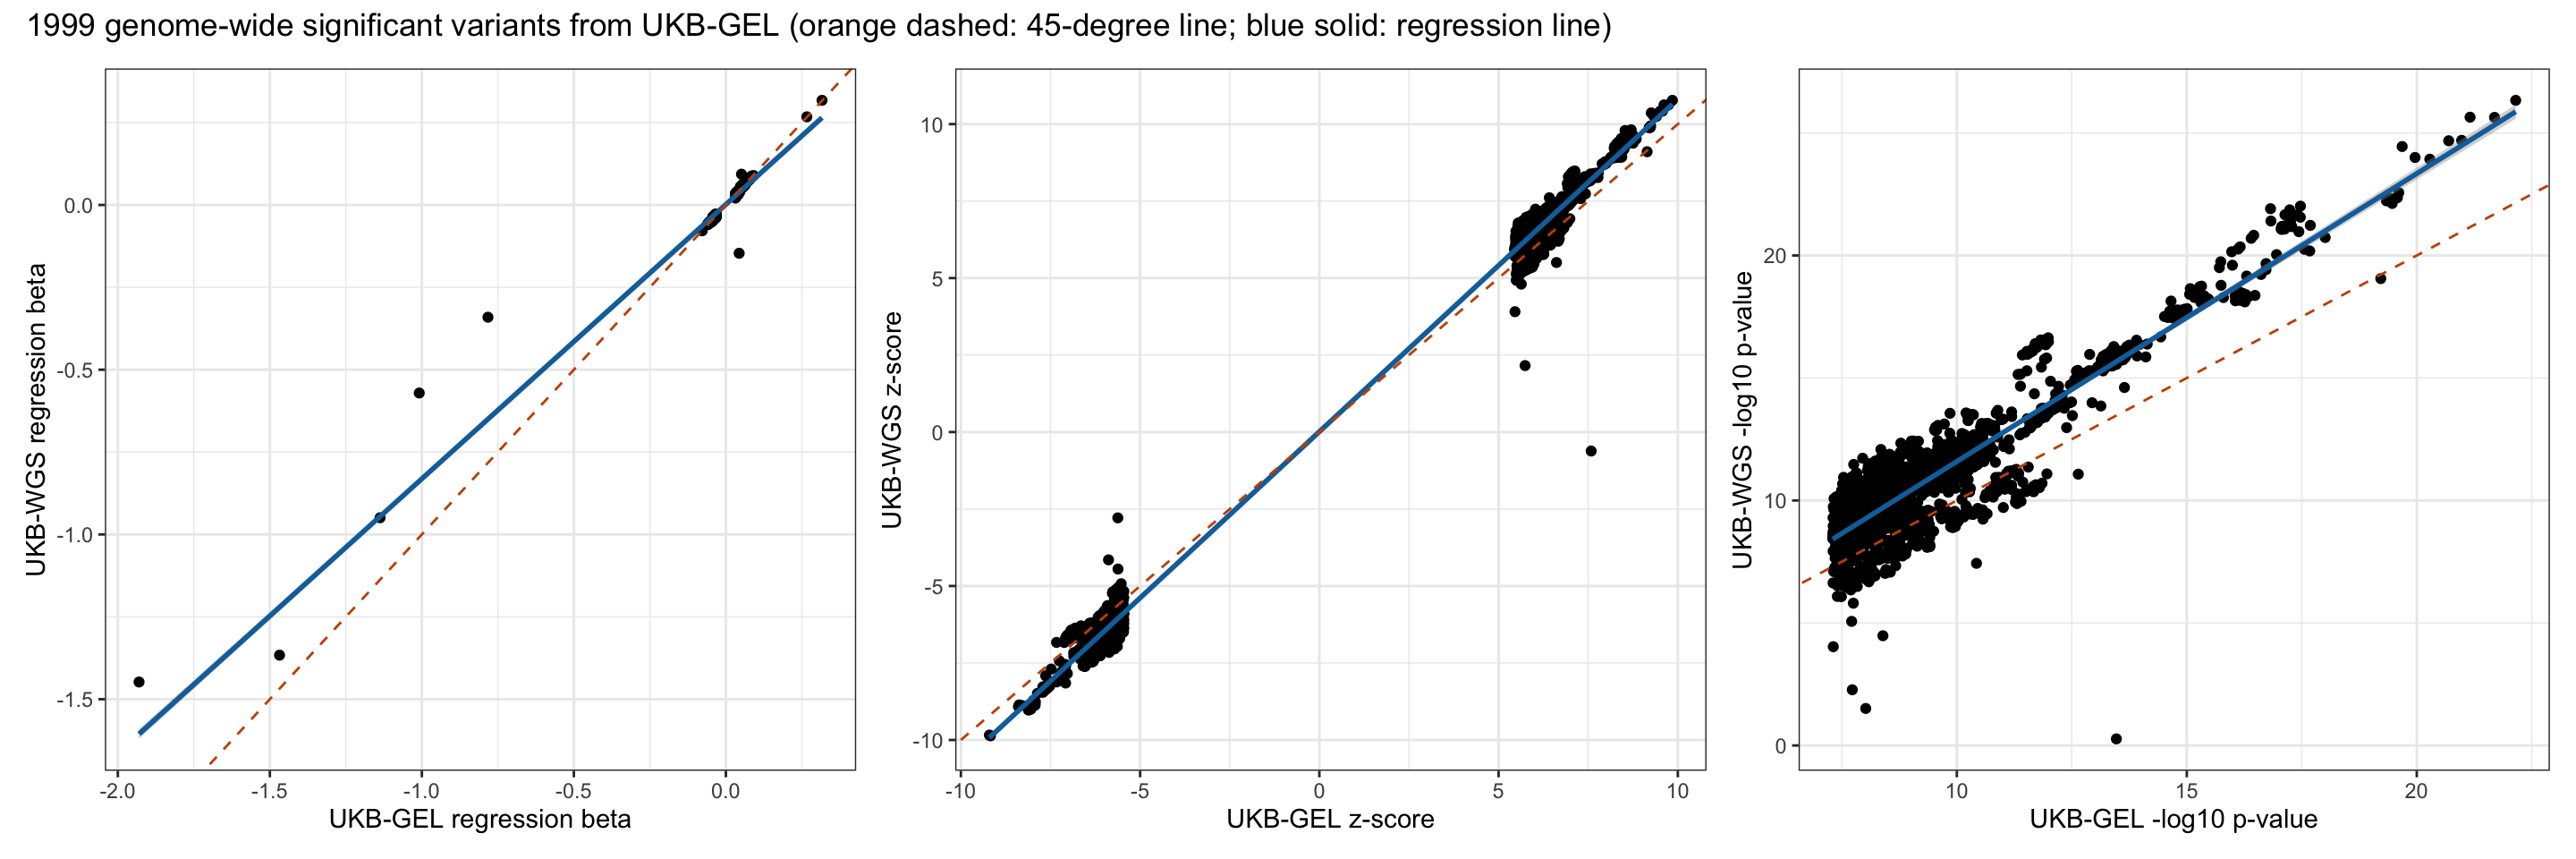 1999 genome-wide significant variants from UKB-GEL (orange dashed: 45-degree line; blue solid: regression line)
UKB-WGS regression beta
0.0
-0.5
-1.0
-1.5
-2.0 -1.5 -1.0 -0.5 0.0
UKB-GEL regression beta
UKB-WGS z-score
10
5
0
-5
-10
-10 -5 0 5 10
UKB-GEL z-score
UKB-WGS -log10 p-value
20
10
0
10 15 20
UKB-GEL -log10 p-value